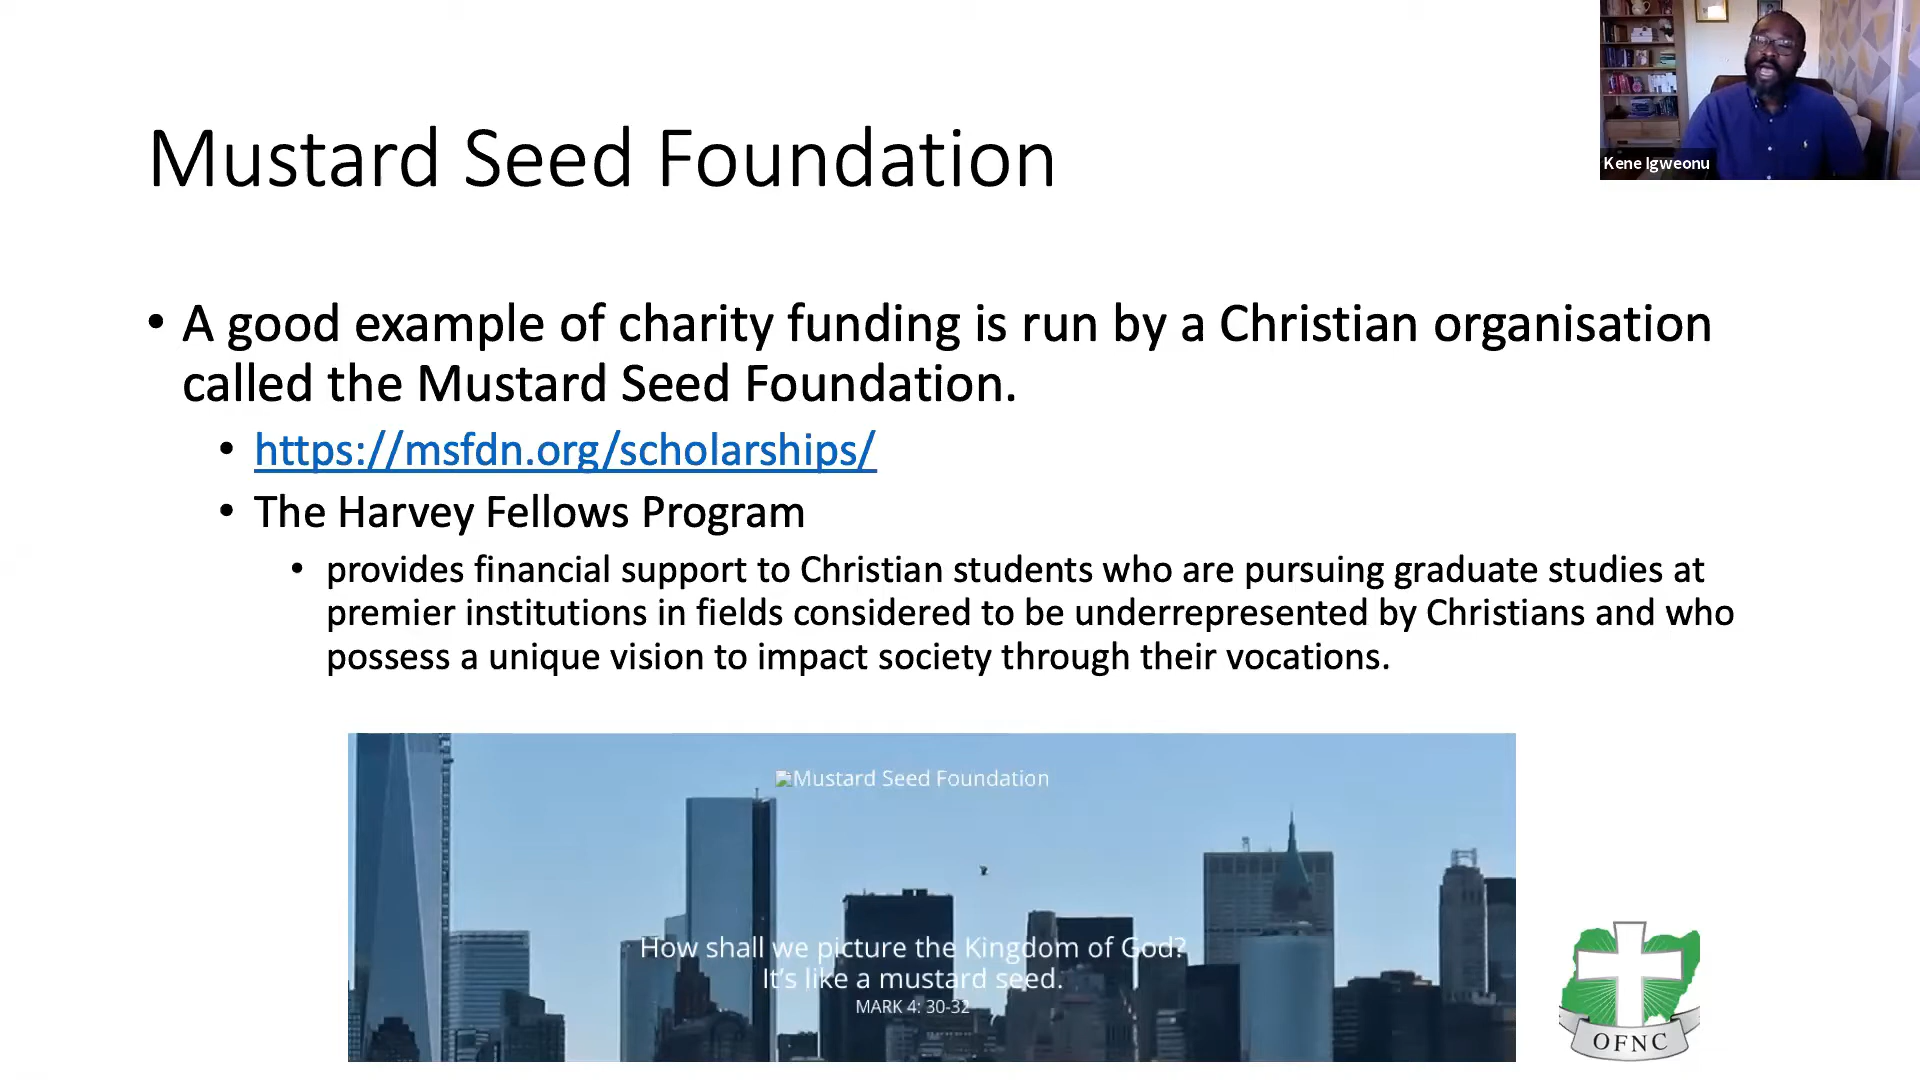 Kene Igweonu
Mustard Seed Foundation
• A good example of charity funding is run by a Christian organisation
called the Mustard Seed Foundation.
• https://msfdn.org/scholarships/
• The Harvey Fellows Program
• provides financial support to Christian students who are pursuing graduate studies at
premier institutions in fields considered to be underrepresented by Christians and who
possess a unique vision to impact society through their vocations.
Mustard Seed Foundation
How shall we picture the Kingdom of God?
It's like a mustard seed.
MARK 4: 30-32
OFNC